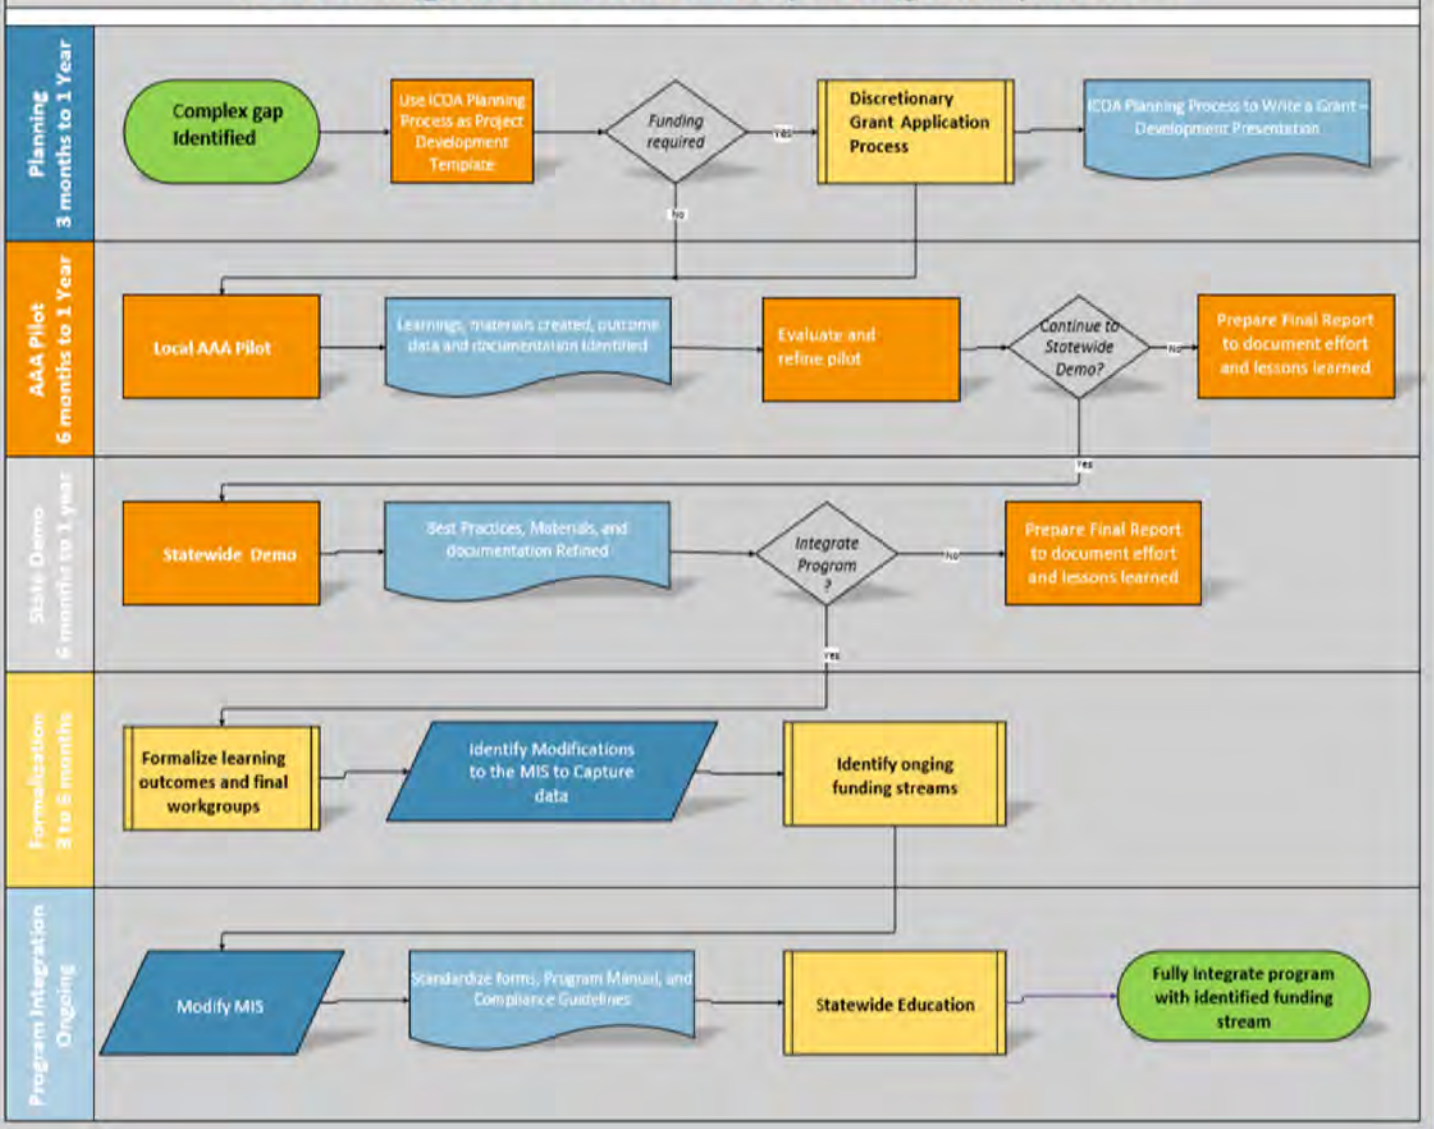 Planning
3 months to 1 Year
Complex gap
Identified
Use ICOA Planning
Process as Project
Development
Template
Funding
required
Yes
No
Discretionary
Grant Application
Process
ICOA Planning Process to Write a Grant –
Development Presentation
AAA Pilot
6 months to 1 Year
Local AAA Pilot
Learnings, materials created, outcome
data and documentation Identified
Evaluate and
refine pilot
Continue to
Statewide
Demo?
No
Yes
Prepare Final Report
to document effort
and lessons learned
State Demo
6 months to 1 year
Statewide Demo
Best Practices, Materials, and
documentation Refined
Integrate
Program
?
No
Yes
Prepare Final Report
to document effort
and lessons learned
Formalization
3 to 6 months
Formalize learning
outcomes and final
workgroups
Identify Modifications
to the MIS to Capture
data
Identify onging
funding streams
Program Integration
Ongoing
Modify MIS
Standardize forms, Program Manual, and
Compliance Guidelines
Statewide Education
Fully integrate program
with identified funding
stream